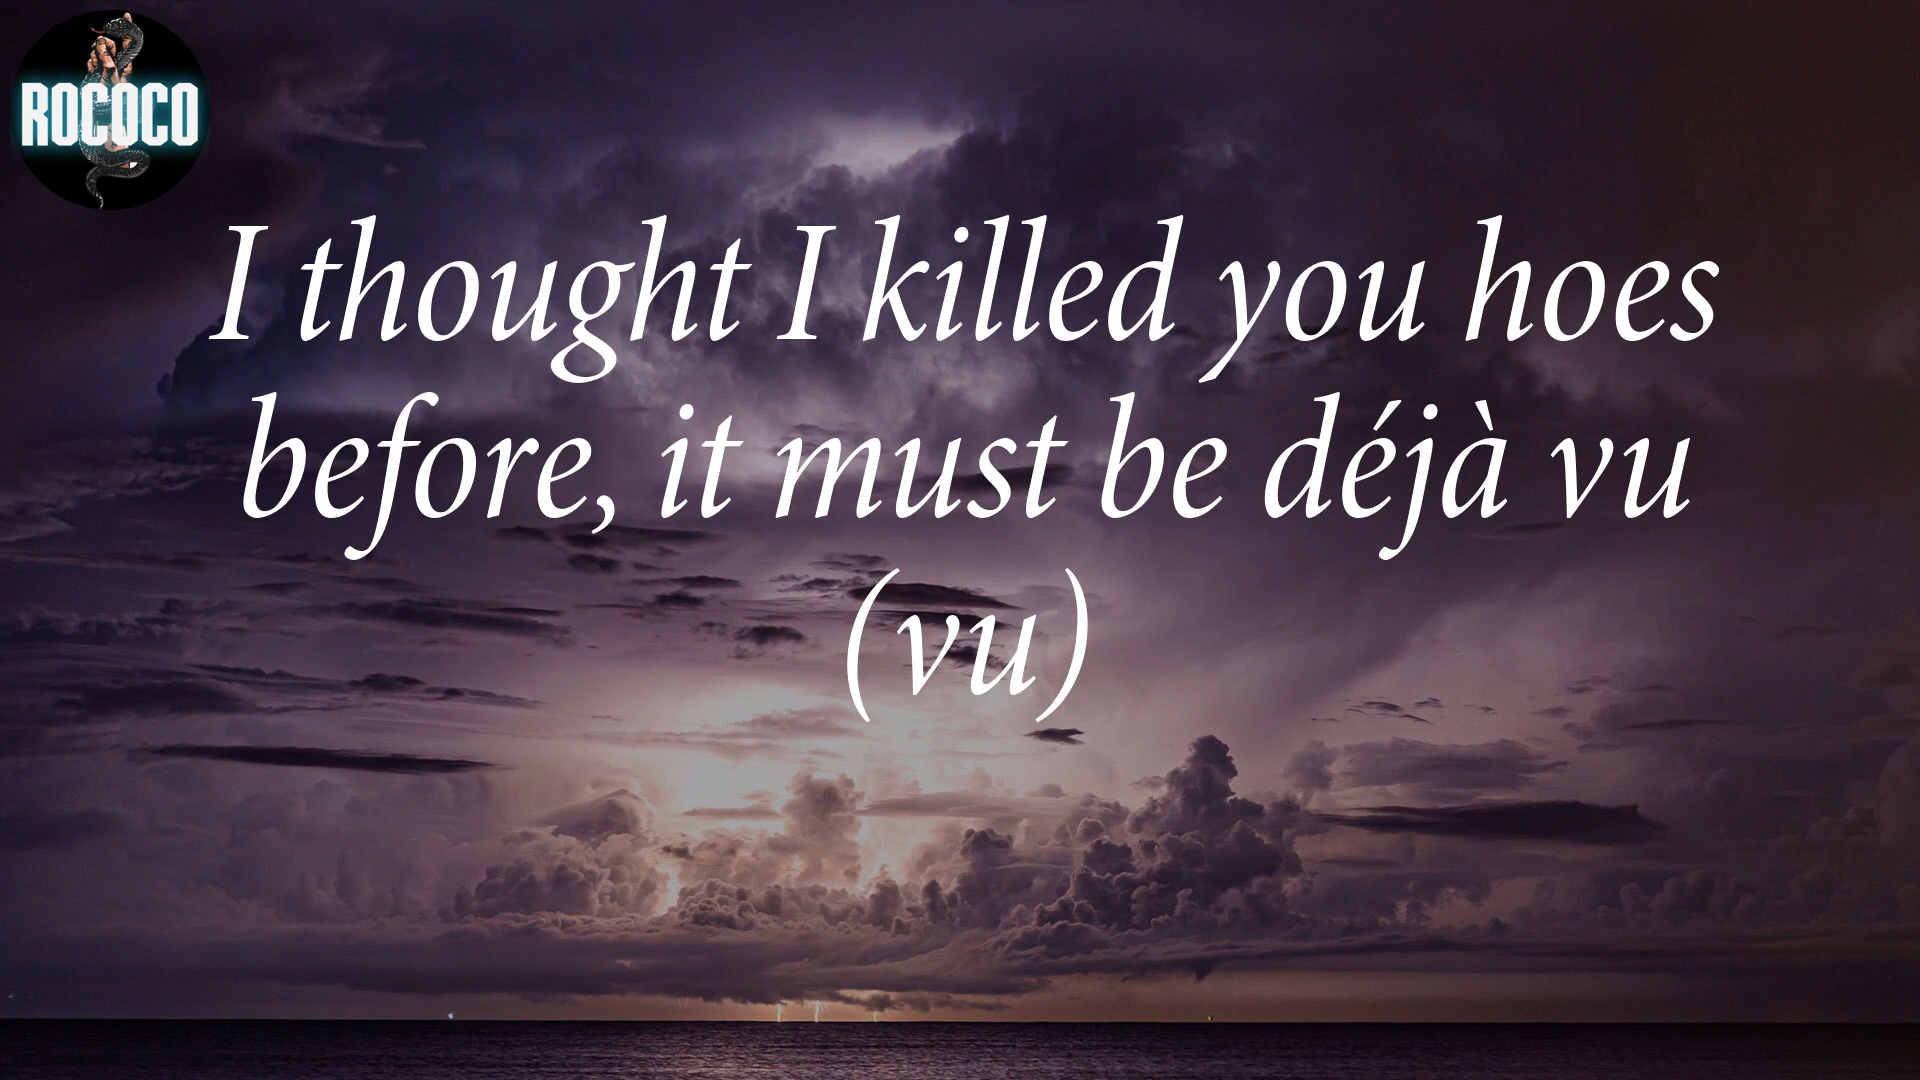 ROCOCO
I thought I killed you hoes
before, it must be déjà vu
(vu)